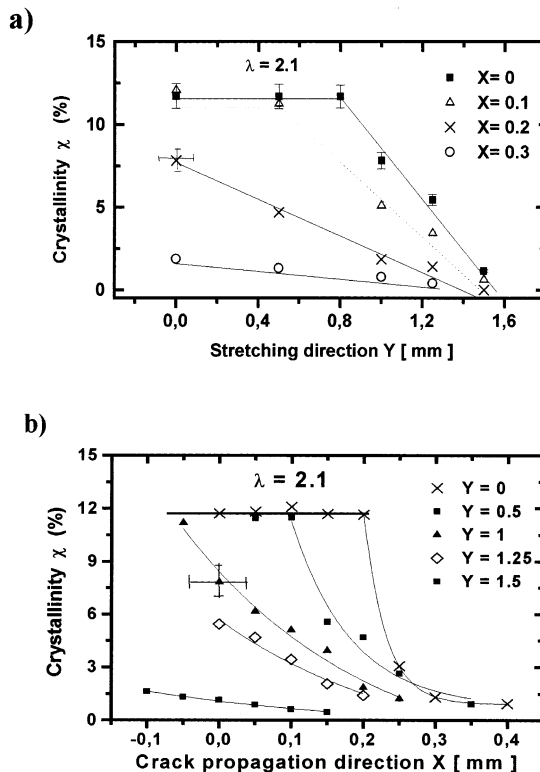 a)
λ = 2.1
X= 0
X= 0.1
X= 0.2
X= 0.3
Crystallinity χ (%)
15
10
5
0
0,0 0,4 0,8 1,2 1,6
Stretching direction Y [ mm ]
b)
λ = 2.1
Y = 0
Y = 0.5
Y = 1
Y = 1.25
Y = 1.5
Crystallinity χ (%)
15
12
9
6
3
0
-0,1 0,0 0,1 0,2 0,3 0,4
Crack propagation direction X [ mm ]